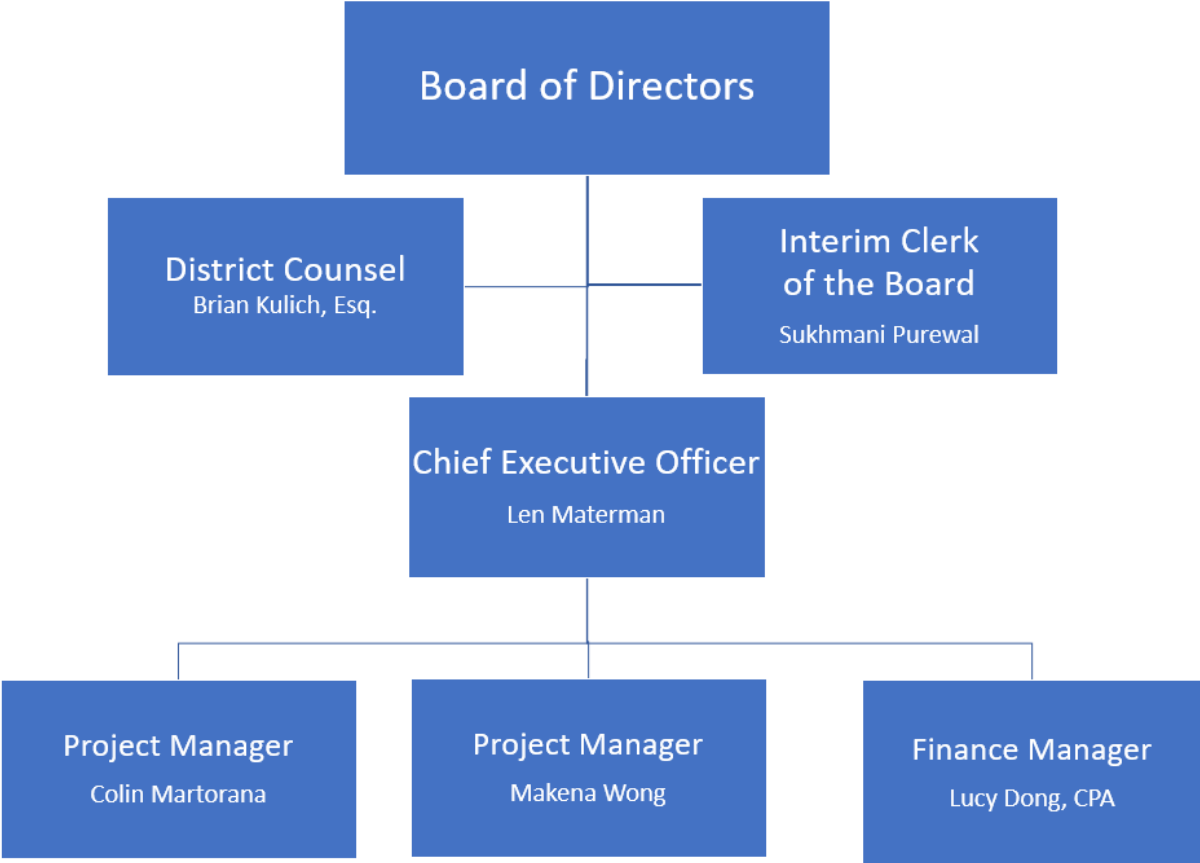 Board of Directors
District Counsel
Brian Kulich, Esq.
Interim Clerk
of the Board
Sukhmani Purewal
Chief Executive Officer
Len Materman
Project Manager
Colin Martorana
Project Manager
Makena Wong
Finance Manager
Lucy Dong, CPA